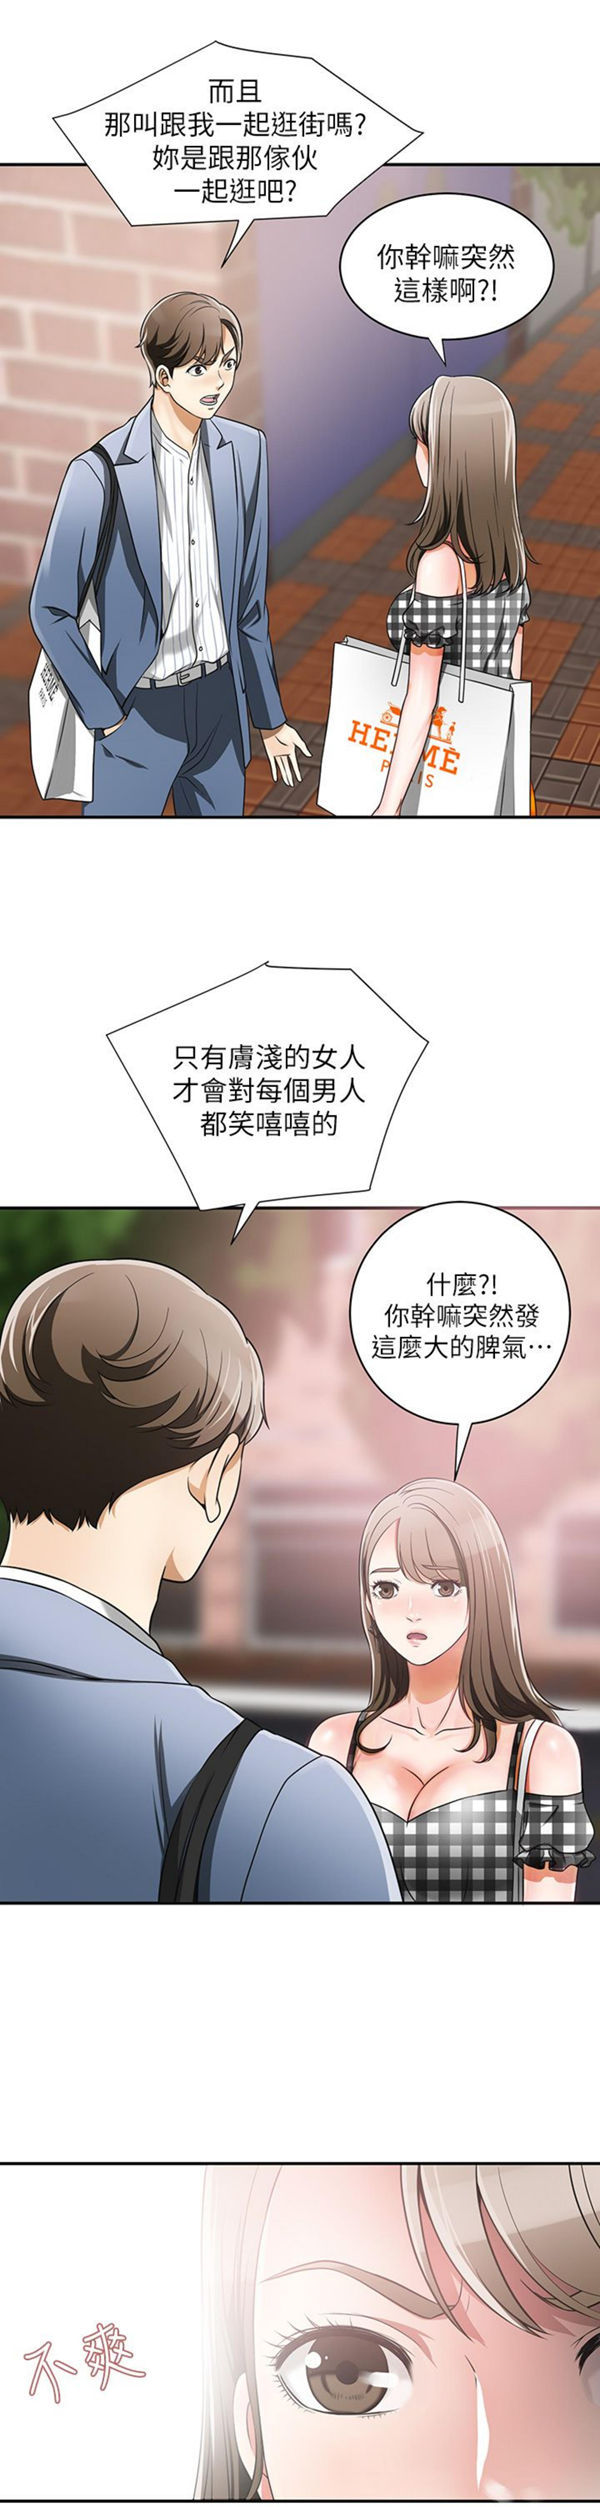 而且
那叫跟我一起逛街嗎?
妳是跟那傢伙
一起逛吧?
你幹嘛突然
這樣啊?!
HERMÈ
PARIS
只有膚淺的女人
才會對每個男人
都笑嘻嘻的
什麼?!
你幹嘛突然發
這麼大的脾氣…
不爽